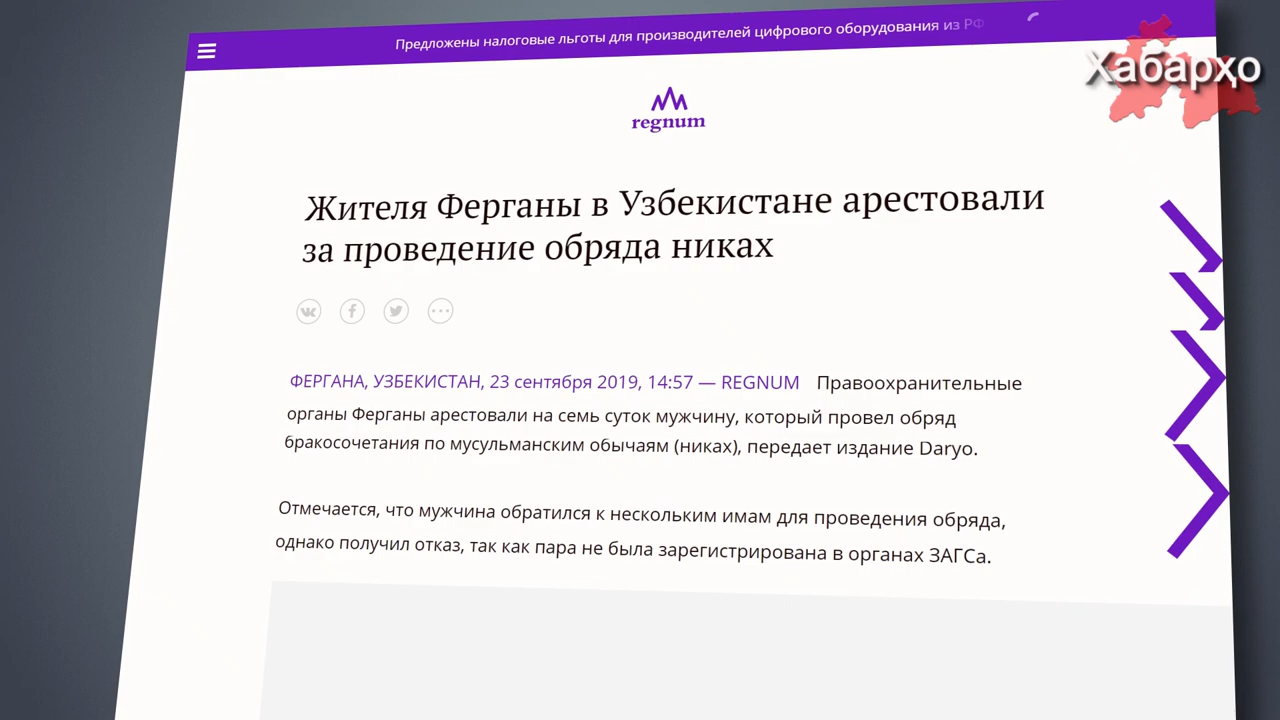 Предложены налоговые льготы для производителей цифрового оборудования из РФ
Хабарҳо
regnum
Жителя Ферганы в Узбекистане арестовали
за проведение обряда никах
ФЕРГАНА, УЗБЕКИСТАН, 23 сентября 2019, 14:57 — REGNUM Правоохранительные
органы Ферганы арестовали на семь суток мужчину, который провел обряд
бракосочетания по мусульманским обычаям (никах), передает издание Daryo.
Отмечается, что мужчина обратился к нескольким имам для проведения обряда,
однако получил отказ, так как пара не была зарегистрирована в органах ЗАГСа.